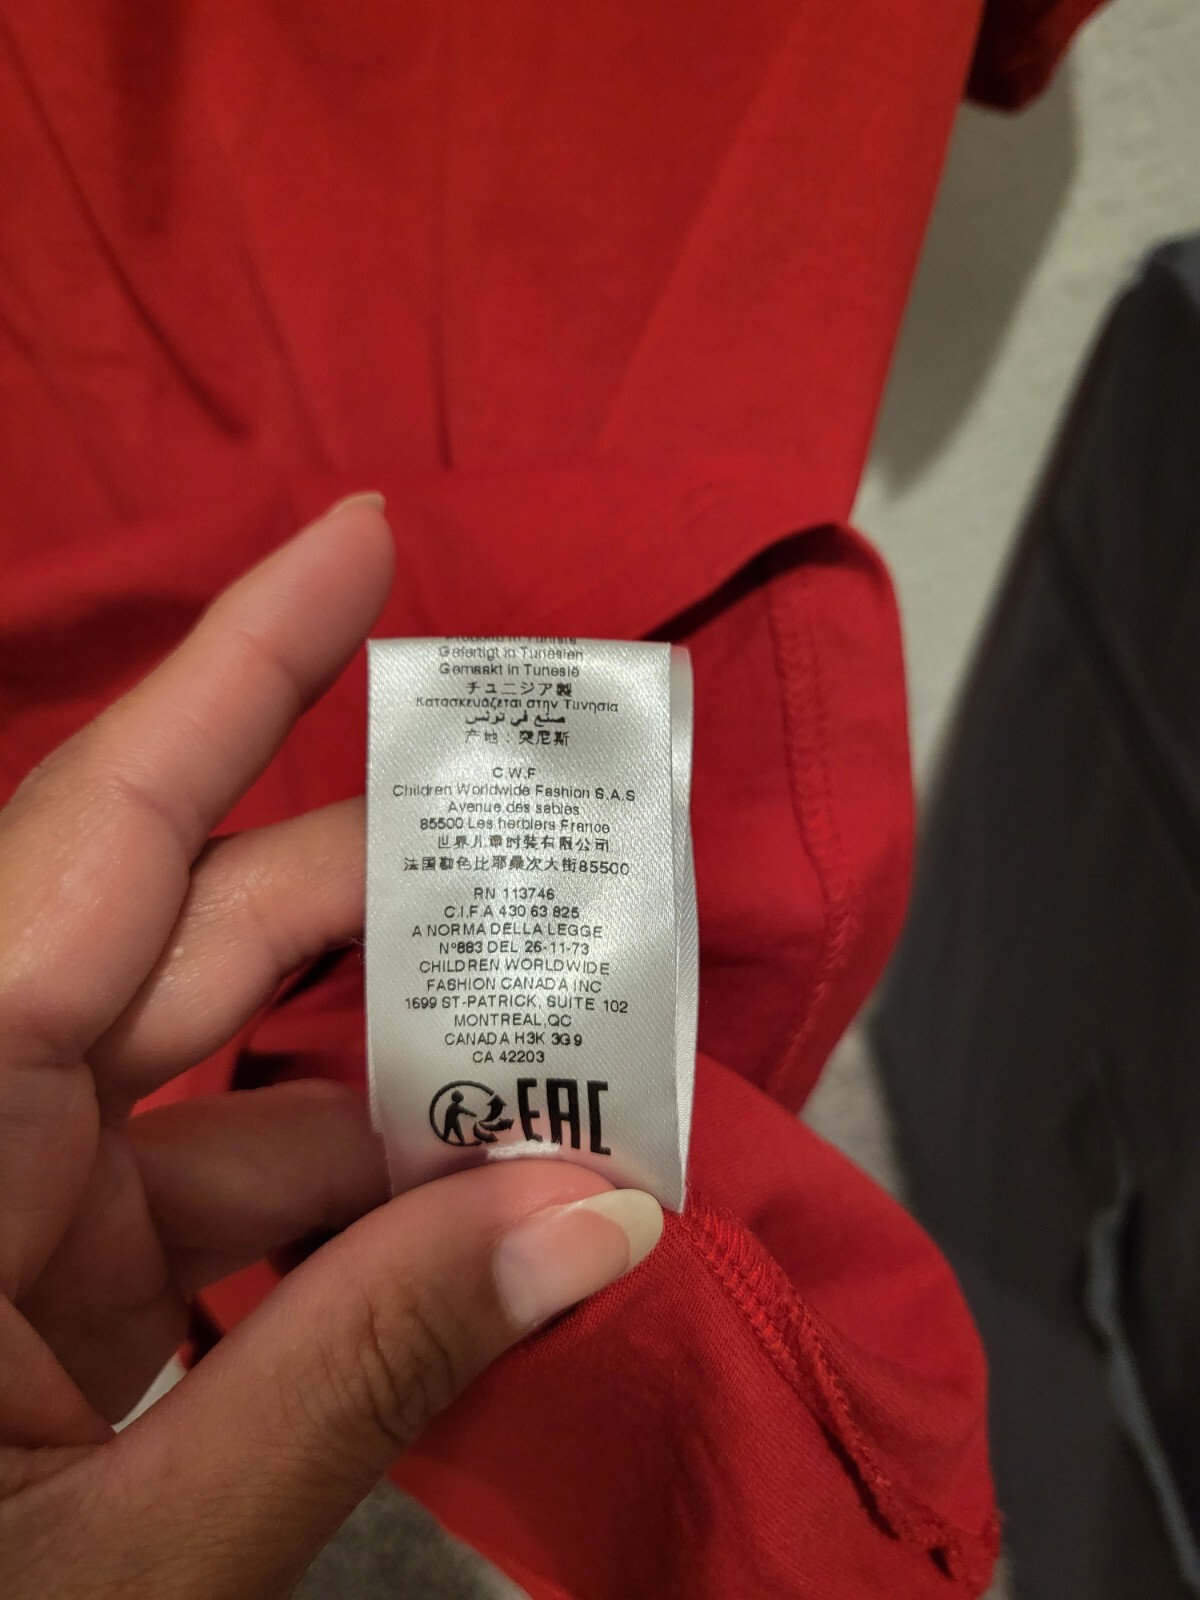 Gefertigt in Tunesien
Gemaakt in Tunesië
チュニジア製
Κατασκευάζεται στην Τυνησία
صنع في تونس
产地：突尼斯
C.W.F
Children Worldwide Fashion S.A.S
Avenue des sables
85500 Les herbiers France
世界儿童时装有限公司
法国勒色比耶桑次大街85500
RN 113746
C.I.F.A 430 63 825
A NORMA DELLA LEGGE
N°883 DEL 26-11-73
CHILDREN WORLDWIDE
FASHION CANADA INC
1699 ST-PATRICK, SUITE 102
MONTREAL,QC
CANADA H3K 3G9
CA 42203
EAC